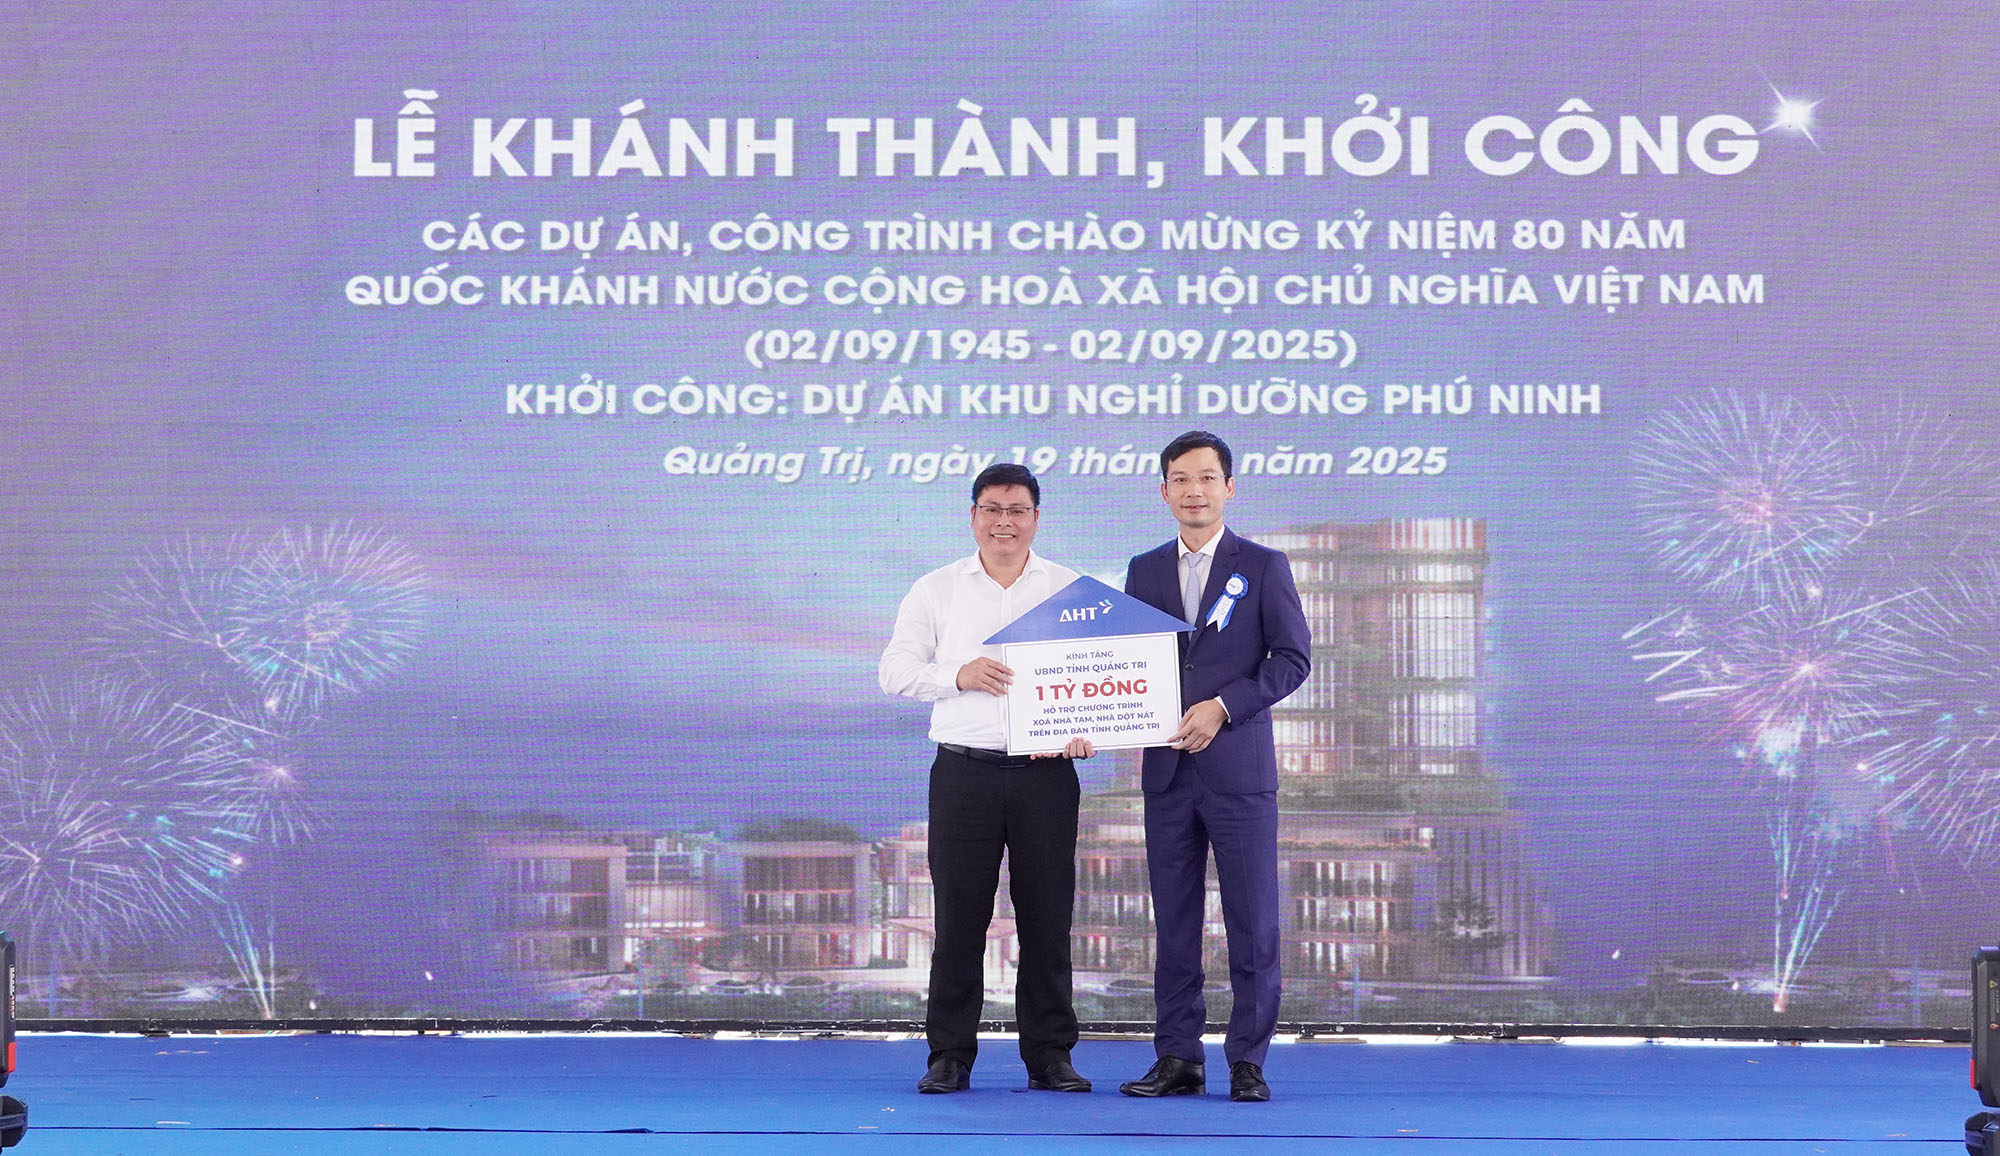 LỄ KHÁNH THÀNH, KHỞI CÔNG
CÁC DỰ ÁN, CÔNG TRÌNH CHÀO MỪNG KỶ NIỆM 80 NĂM
QUỐC KHÁNH NƯỚC CỘNG HOÀ XÃ HỘI CHỦ NGHĨA VIỆT NAM
(02/09/1945 - 02/09/2025)
KHỞI CÔNG: DỰ ÁN KHU NGHỈ DƯỠNG PHÚ NINH
Quảng Trị, ngày 19 thán năm 2025
AHT
KÍNH TẶNG
UBND TỈNH QUẢNG TRỊ
1 TỶ ĐỒNG
HỖ TRỢ CHƯƠNG TRÌNH
XOÁ NHÀ TẠM, NHÀ DỘT NÁT
TRÊN ĐỊA BÀN TỈNH QUẢNG TRỊ